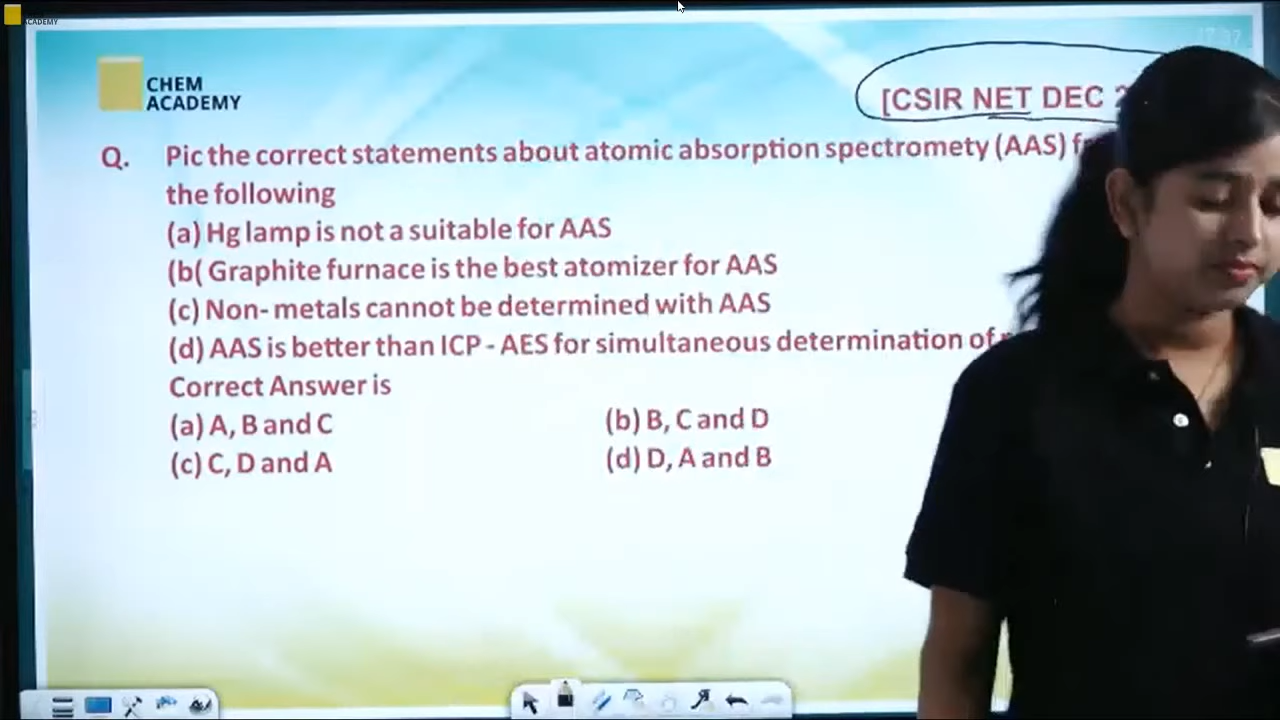 ACADEMY
CHEM
ACADEMY
[CSIR NET DEC
Q. Pic the correct statements about atomic absorption spectromety (AAS)
the following
(a) Hg lamp is not a suitable for AAS
(b( Graphite furnace is the best atomizer for AAS
(c) Non- metals cannot be determined with AAS
(d) AAS is better than ICP - AES for simultaneous determination of
Correct Answer is
(a) A, B and C (b) B, C and D
(c) C, D and A (d) D, A and B